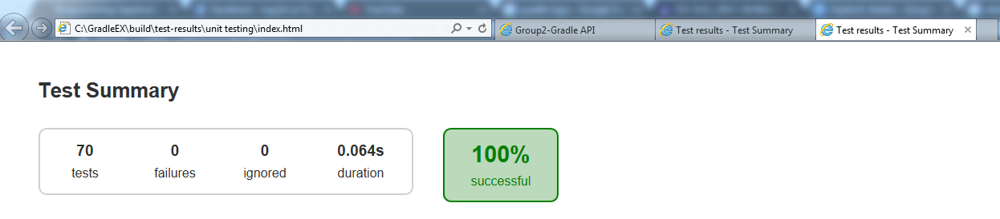 C:\GradleEX\build\test-results\unit testing\index.html
Group2-Gradle API
Test results - Test Summary
Test results - Test Summary
Test Summary
70 0 0 0.064s
tests failures ignored duration
100%
successful